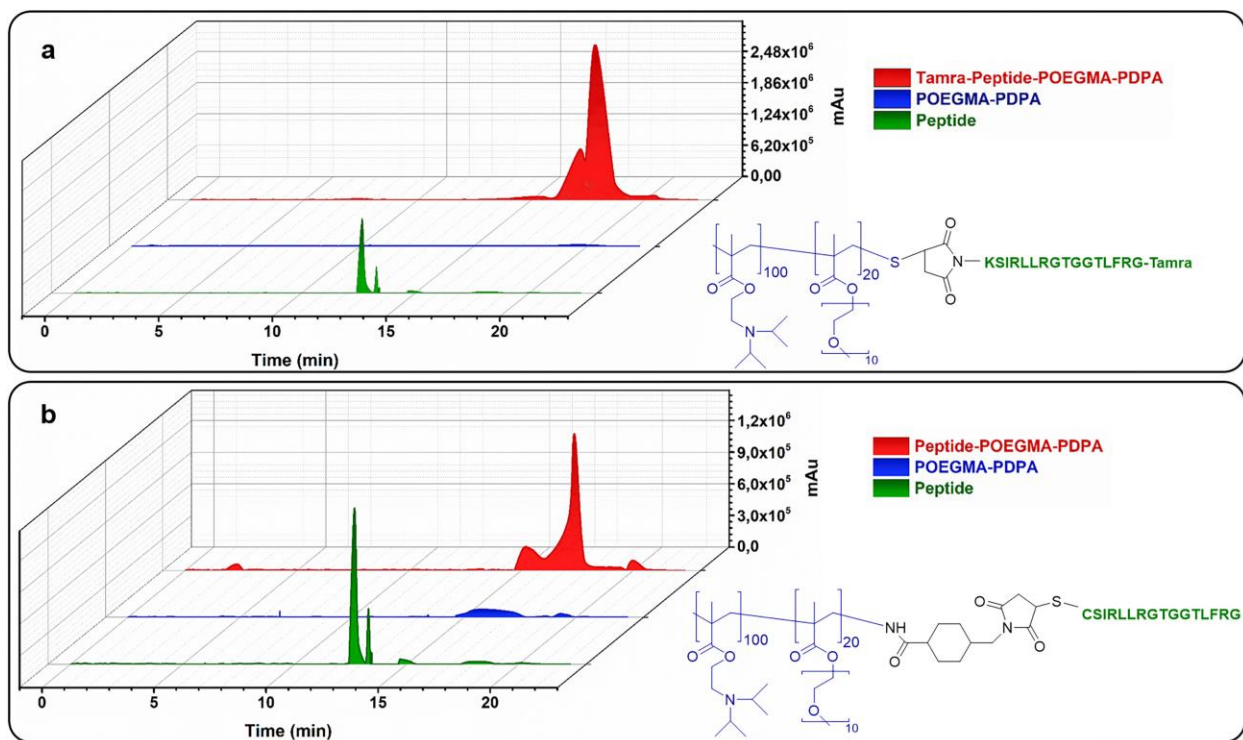 a
2,48x10⁶
1,86x10⁶
1,24x10⁶
6,20x10⁵
0,00
mAu
0 5 10 15 20
Time (min)
Tamra-Peptide-POEGMA-PDPA
POEGMA-PDPA
Peptide
100
20
S
O
N
O
KSIRLLRGTGGTLFRG-Tamra
O O
O O
N
O
10
b
1,2x10⁶
9,0x10⁵
6,0x10⁵
3,0x10⁵
0,0
mAu
0 5 10 15 20
Time (min)
Peptide-POEGMA-PDPA
POEGMA-PDPA
Peptide
100
20
NH
O
N
O
O
S
CSIRLLRGTGGTLFRG
O O
O O
N
O
10